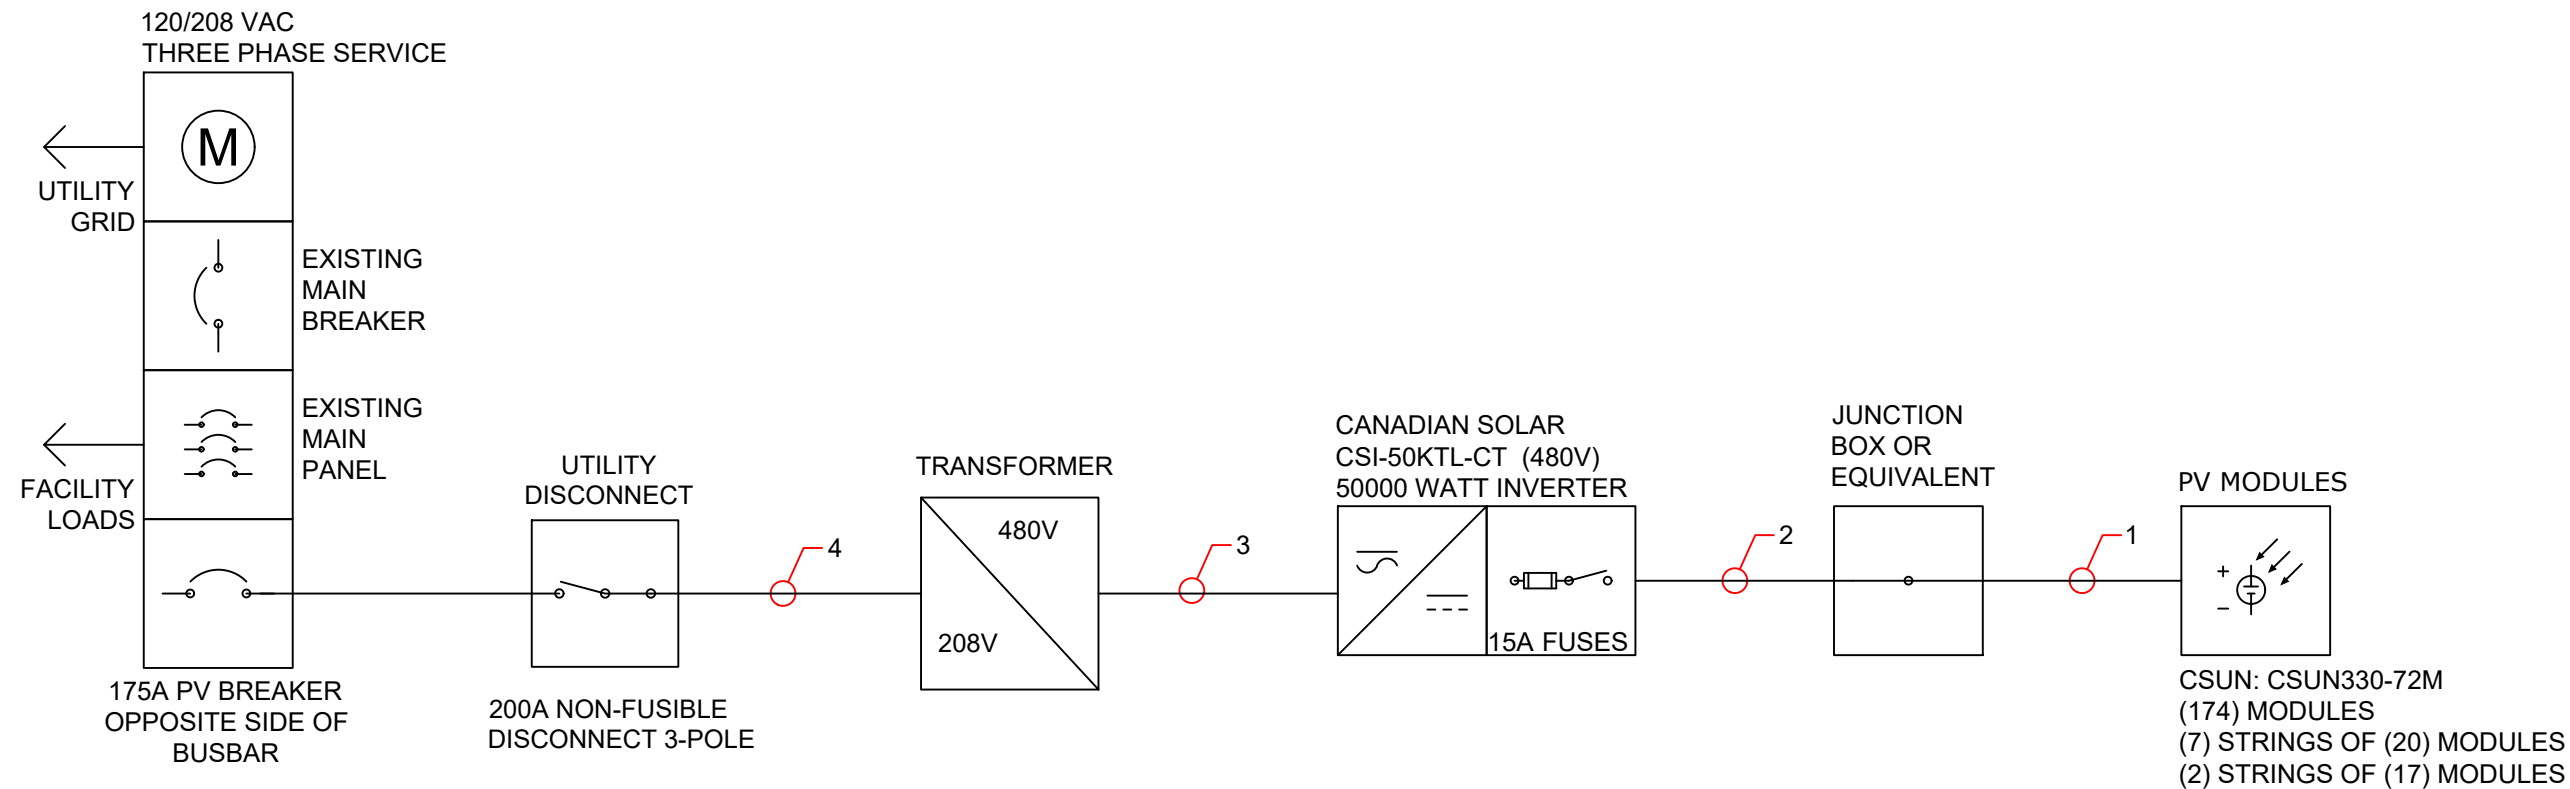 120/208 VAC
THREE PHASE SERVICE
M
UTILITY
GRID
EXISTING
MAIN
BREAKER
EXISTING
MAIN
PANEL
FACILITY
LOADS
175A PV BREAKER
OPPOSITE SIDE OF
BUSBAR
UTILITY
DISCONNECT
200A NON-FUSIBLE
DISCONNECT 3-POLE
4
TRANSFORMER
480V
208V
3
CANADIAN SOLAR
CSI-50KTL-CT (480V)
50000 WATT INVERTER
15A FUSES
2
JUNCTION
BOX OR
EQUIVALENT
1
PV MODULES
+
−
CSUN: CSUN330-72M
(174) MODULES
(7) STRINGS OF (20) MODULES
(2) STRINGS OF (17) MODULES